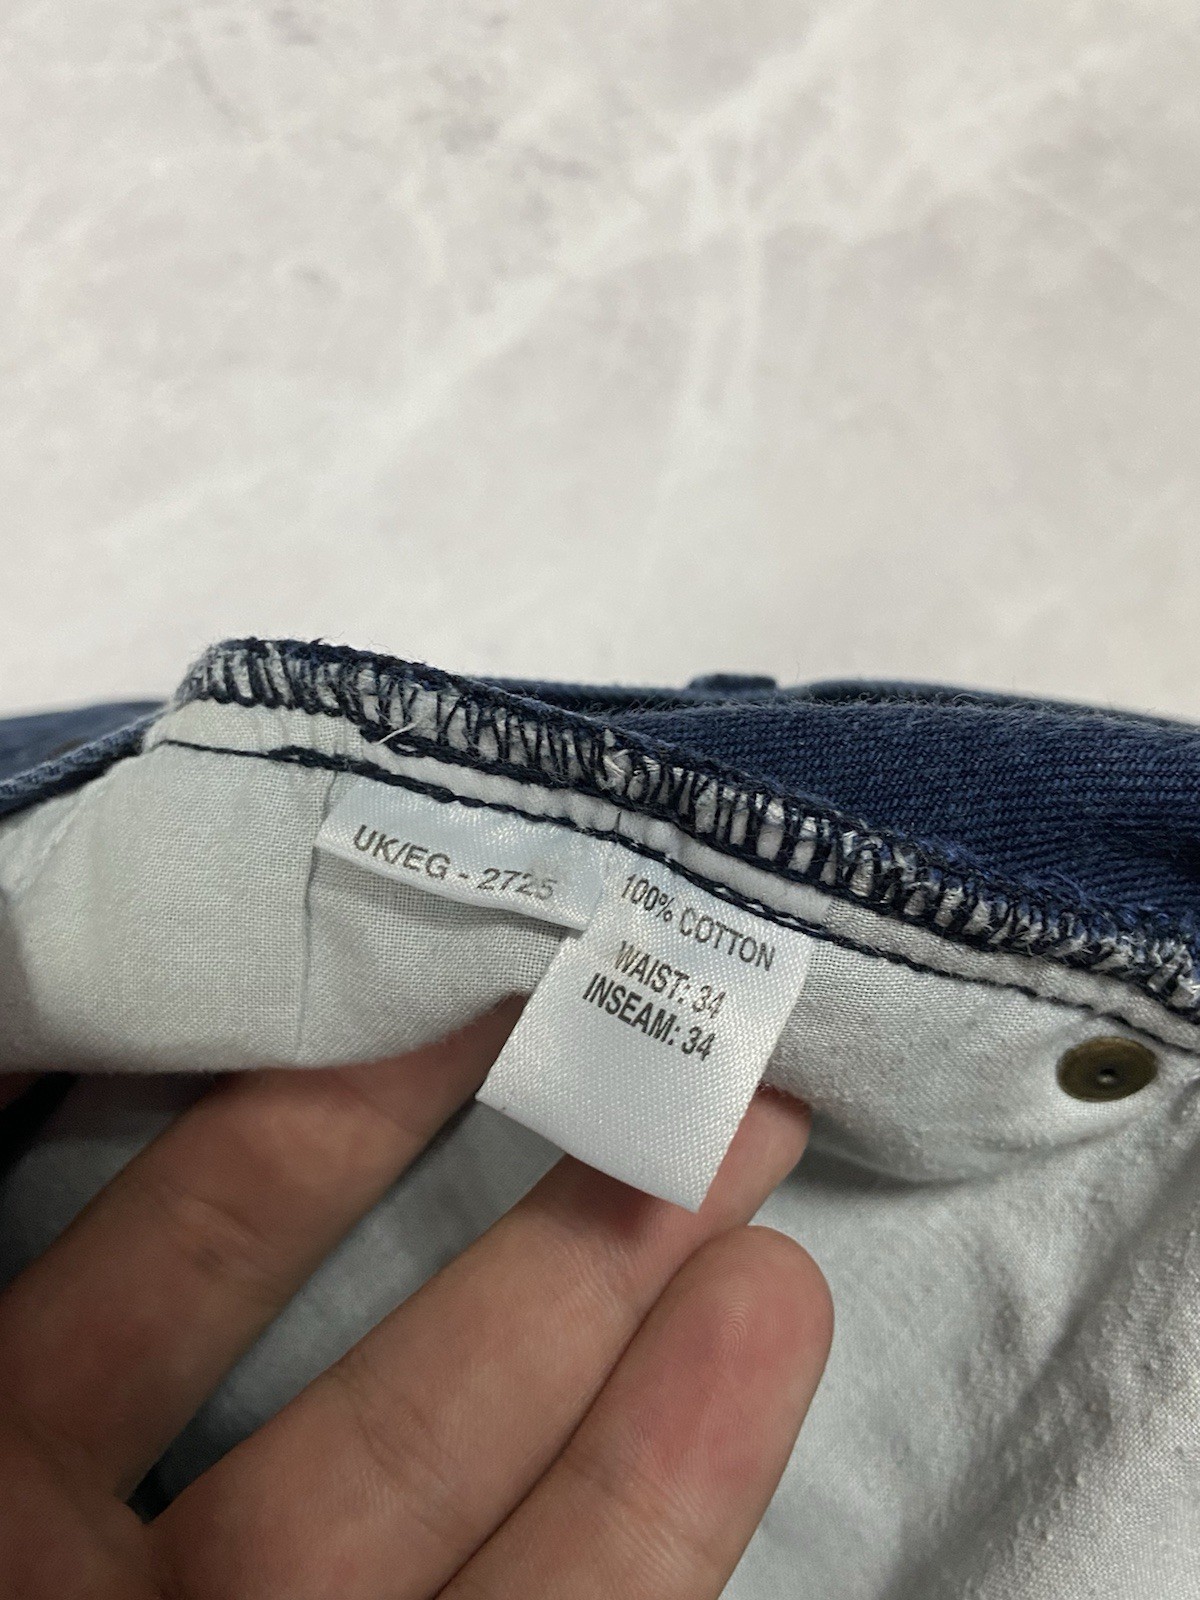 UK/EG - 2725
100% COTTON
WAIST: 34
INSEAM: 34